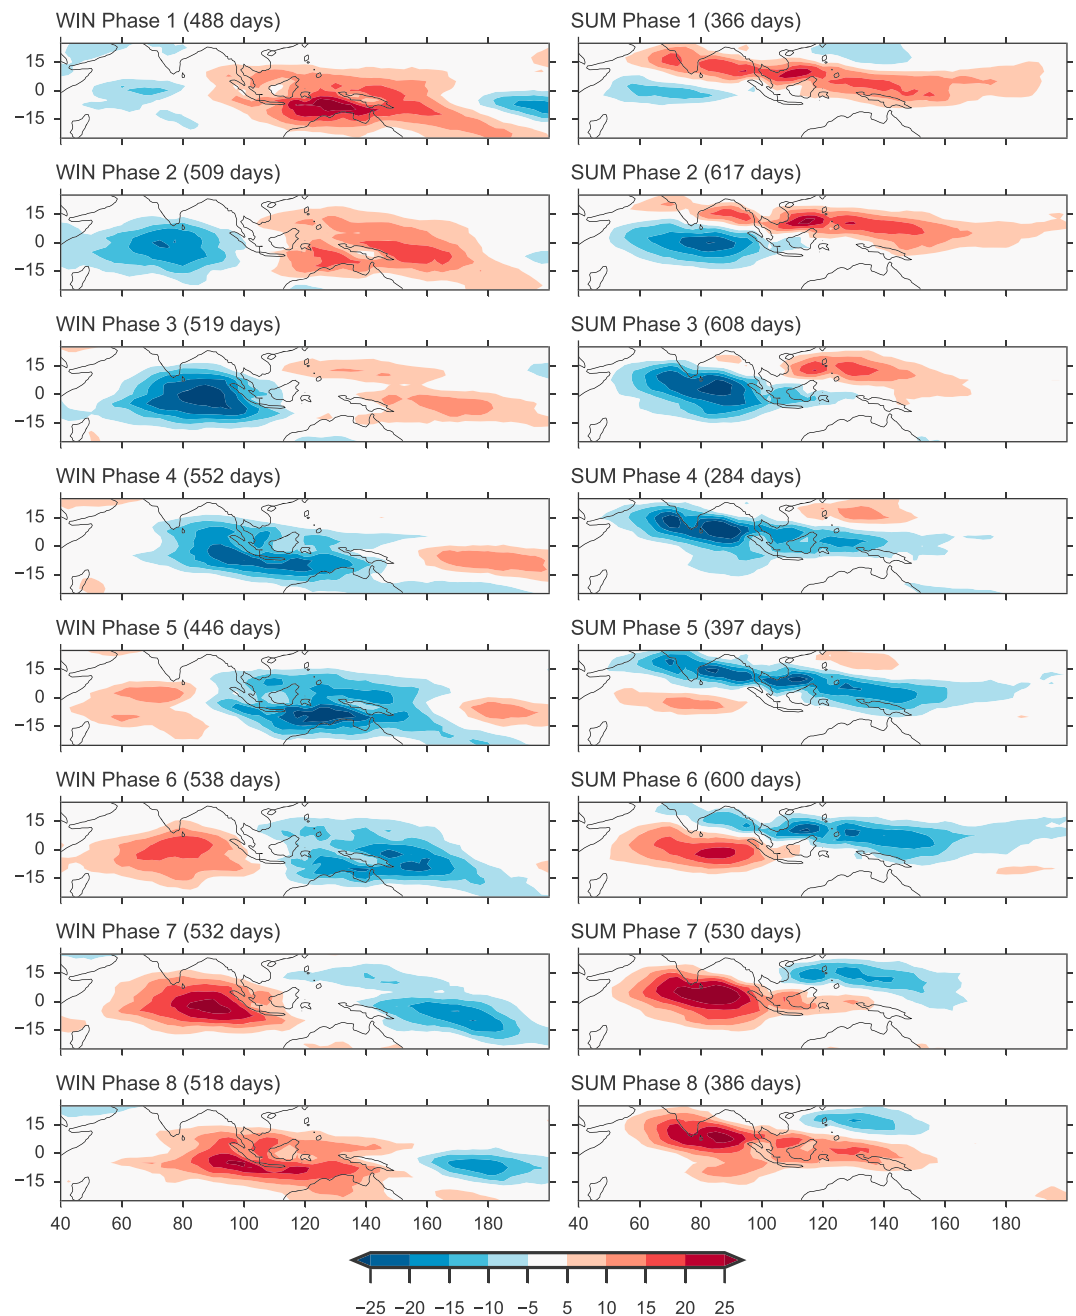 WIN Phase 1 (488 days)
SUM Phase 1 (366 days)
15
0
−15
WIN Phase 2 (509 days)
SUM Phase 2 (617 days)
15
0
−15
WIN Phase 3 (519 days)
SUM Phase 3 (608 days)
15
0
−15
WIN Phase 4 (552 days)
SUM Phase 4 (284 days)
15
0
−15
WIN Phase 5 (446 days)
SUM Phase 5 (397 days)
15
0
−15
WIN Phase 6 (538 days)
SUM Phase 6 (600 days)
15
0
−15
WIN Phase 7 (532 days)
SUM Phase 7 (530 days)
15
0
−15
WIN Phase 8 (518 days)
SUM Phase 8 (386 days)
15
0
−15
40 60 80 100 120 140 160 180
40 60 80 100 120 140 160 180
−25 −20 −15 −10 −5 5 10 15 20 25